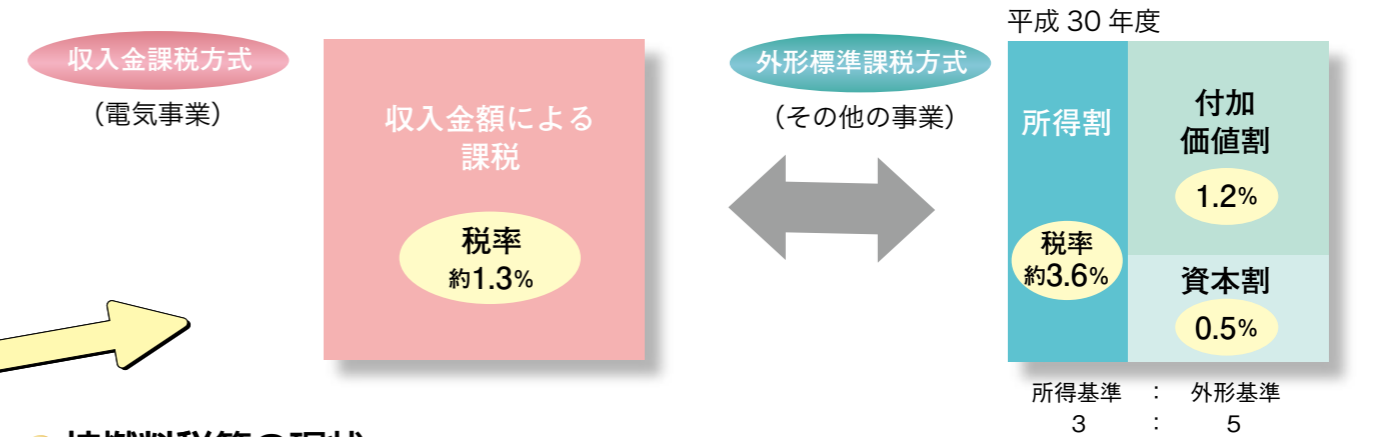 収入金課税方式
（電気事業）
収入金額による
課税
税率
約1.3%
外形標準課税方式
（その他の事業）
平成 30 年度
所得割
税率
約3.6%
付加
価値割
1.2%
資本割
0.5%
所得基準 ： 外形基準
3 ： 5